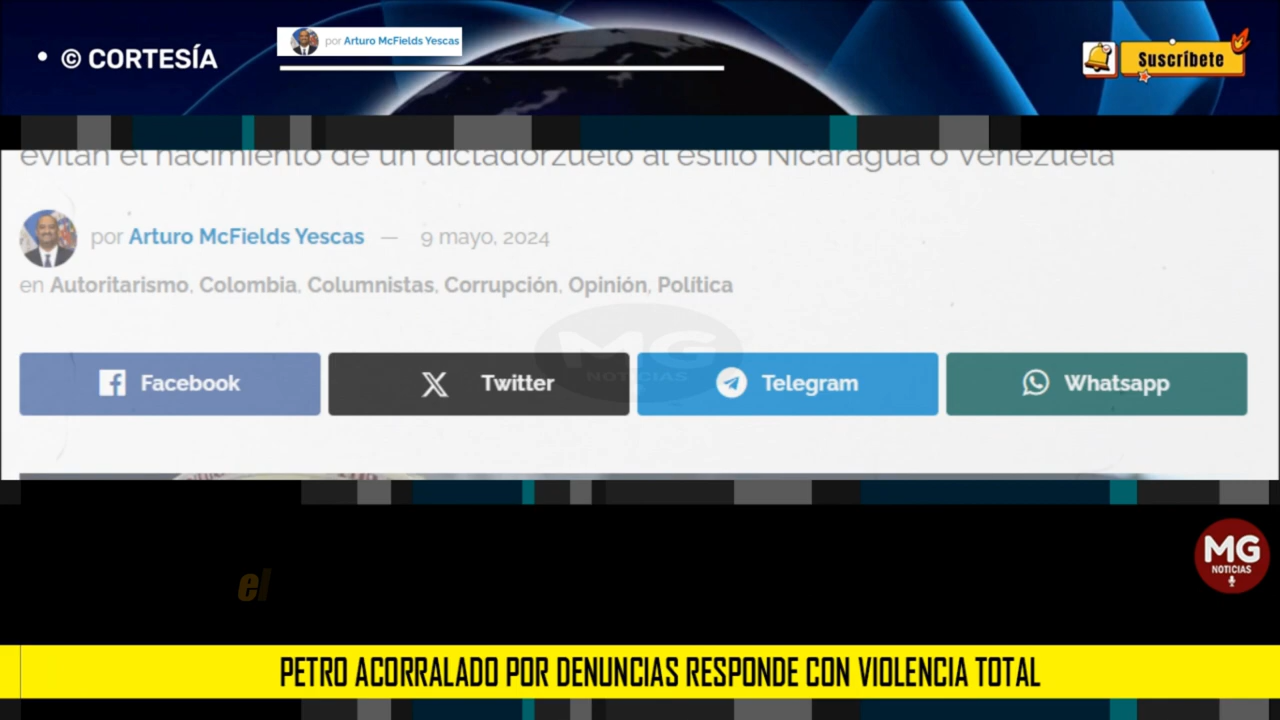 • © CORTESÍA
por Arturo McFields Yescas
Suscríbete
evitan el nacimiento de un dictadorzuelo al estilo Nicaragua o Venezuela
por Arturo McFields Yescas — 9 mayo, 2024
en Autoritarismo, Colombia, Columnistas, Corrupción, Opinión, Política
MG
NOTICIAS
Facebook
Twitter
Telegram
Whatsapp
MG
NOTICIAS
el
PETRO ACORRALADO POR DENUNCIAS RESPONDE CON VIOLENCIA TOTAL